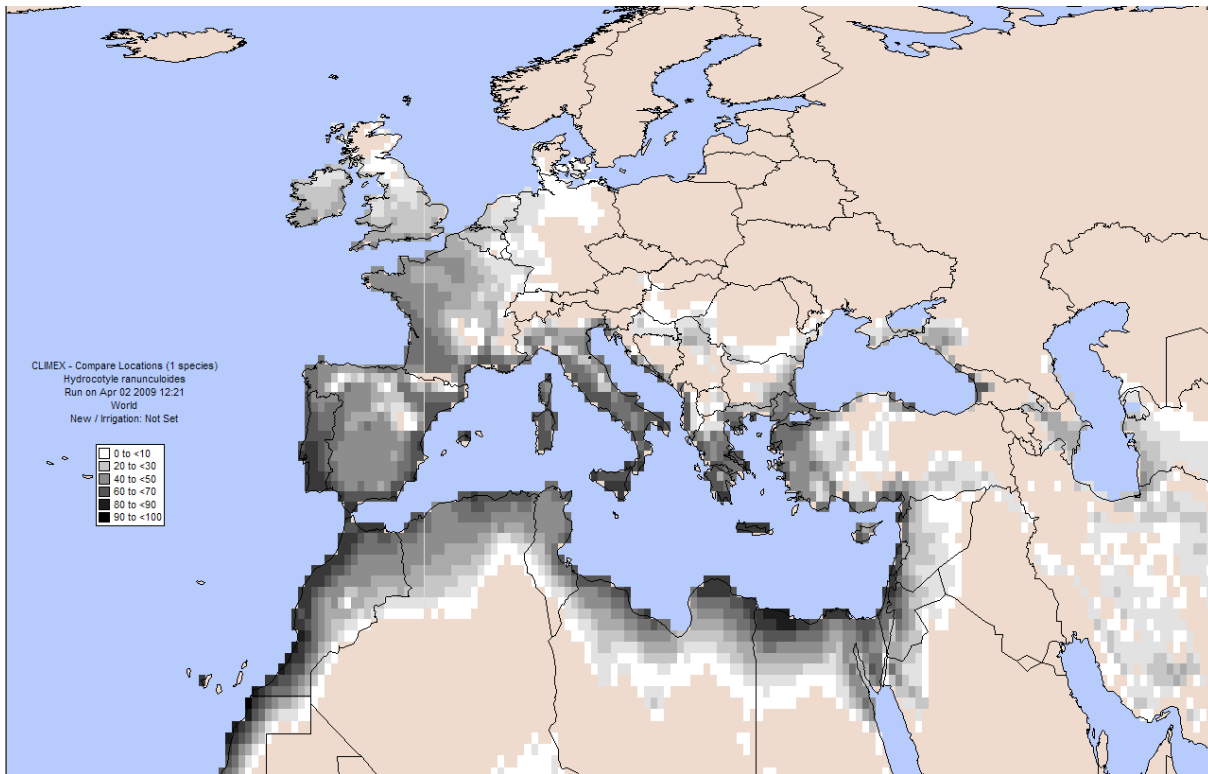 CLIMEX - Compare Locations (1 species)
Hydrocotyle ranunculoides
Run on Apr 02 2009 12:21
World
New / Irrigation: Not Set
0 to <10
20 to <30
40 to <50
60 to <70
80 to <90
90 to <100